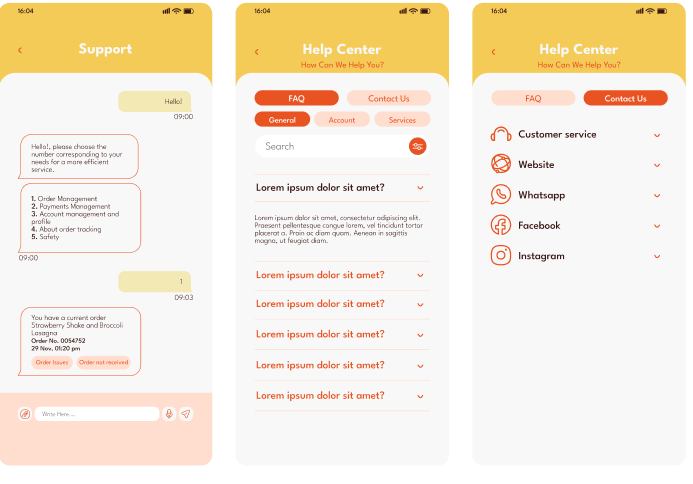 16:04
Support
Hello!
09:00
Hello!, please choose the
number corresponding to your
needs for a more efficient
service.
1. Order Management
2. Payments Management
3. Account management and
profile
4. About order tracking
5. Safety
09:00
1
09:03
You have a current order
Strawberry Shake and Broccoli
Lasagna
Order No. 0054752
29 Nov, 01:20 pm
Order Issues
Order not received
Write Here...
16:04
Help Center
How Can We Help You?
FAQ
Contact Us
General
Account
Services
Search
Lorem ipsum dolor sit amet?
Lorem ipsum dolor sit amet, consectetur adipiscing elit.
Praesent pellentesque congue lorem, vel tincidunt tortor
placerat a. Proin ac diam quam. Aenean in sagittis
magna, ut feugiat diam.
Lorem ipsum dolor sit amet?
Lorem ipsum dolor sit amet?
Lorem ipsum dolor sit amet?
Lorem ipsum dolor sit amet?
Lorem ipsum dolor sit amet?
16:04
Help Center
How Can We Help You?
FAQ
Contact Us
Customer service
Website
Whatsapp
Facebook
Instagram